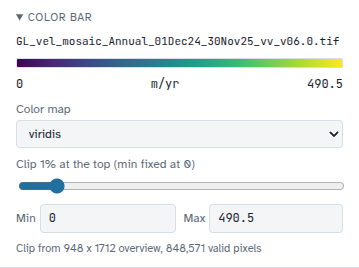 ▼ COLOR BAR
GL_vel_mosaic_Annual_01Dec24_30Nov25_vv_v06.0.tif
0 m/yr 490.5
Color map
viridis
Clip 1% at the top (min fixed at 0)
Min 0 Max 490.5
Clip from 948 x 1712 overview, 848,571 valid pixels